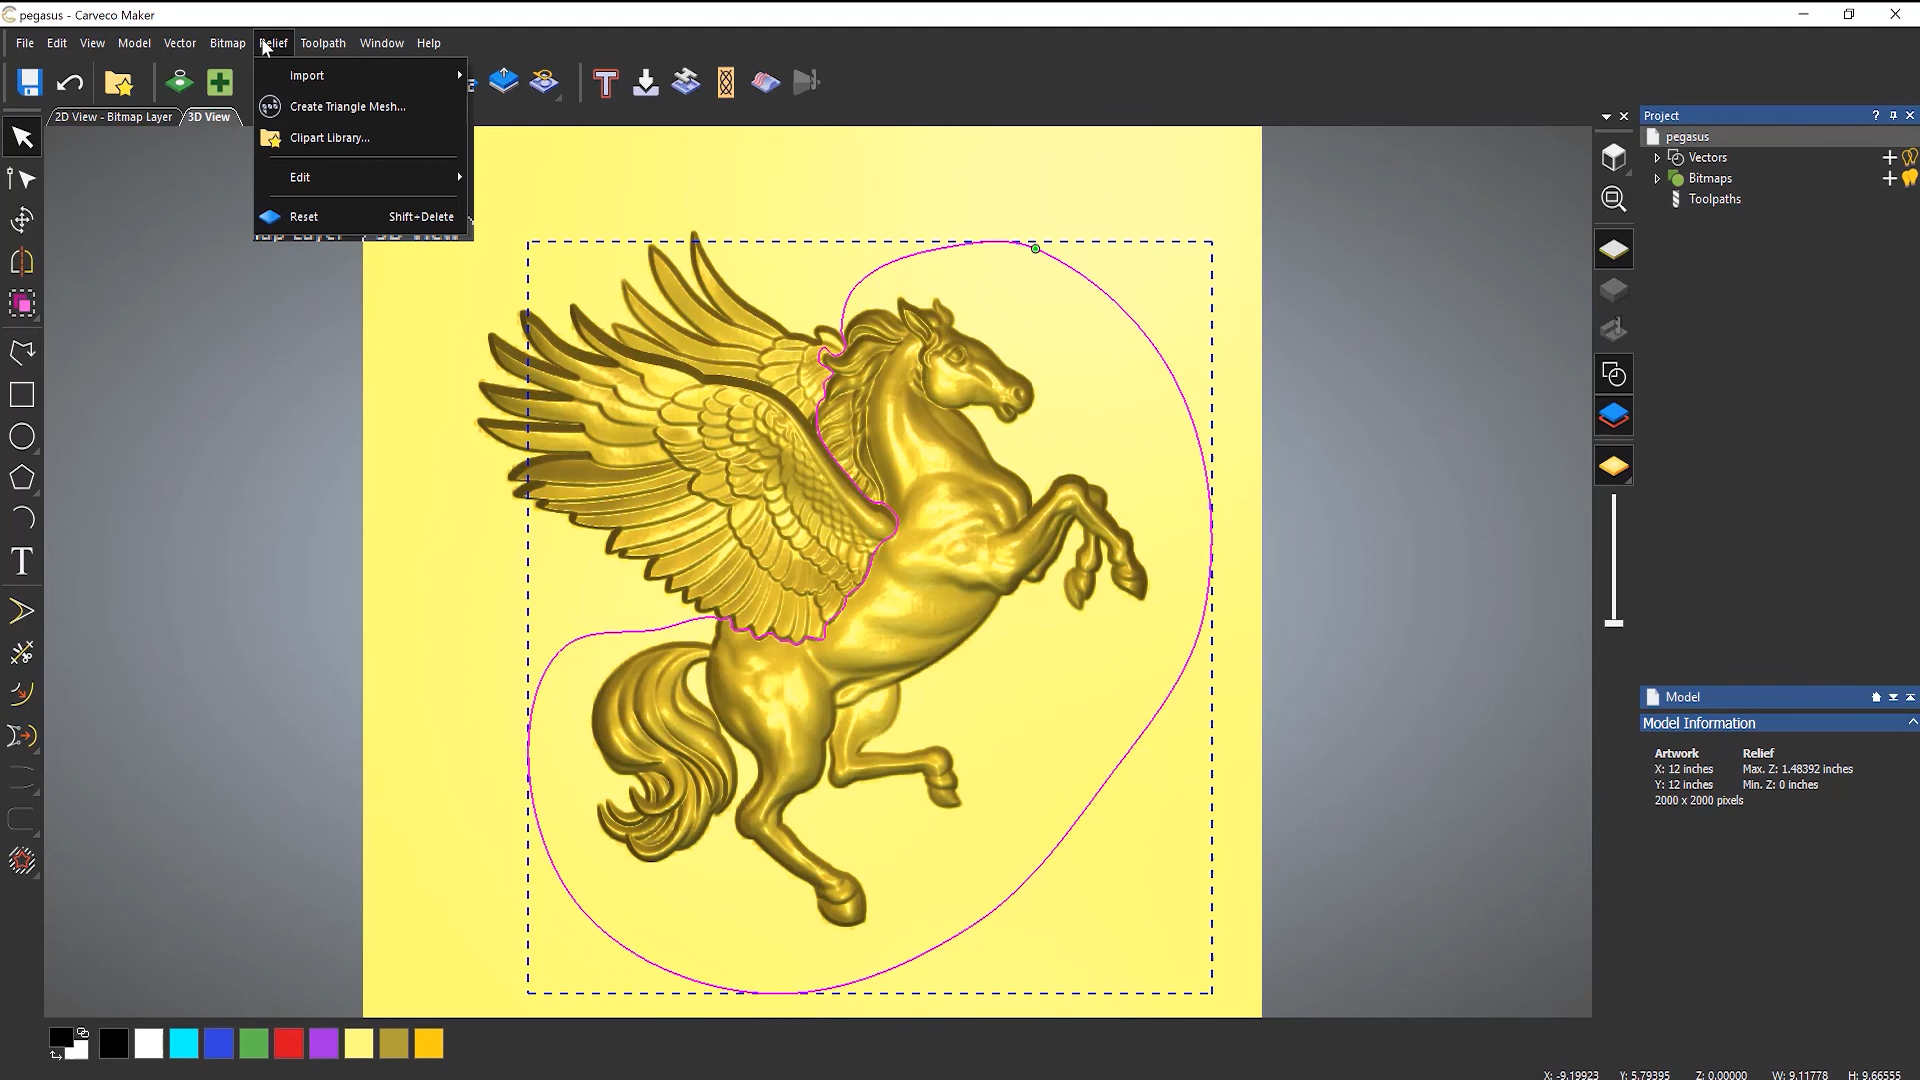 pegasus - Carveco Maker
File Edit View Model Vector Bitmap Relief Toolpath Window Help
Import
Create Triangle Mesh...
Clipart Library...
Edit
Reset Shift+Delete
2D View - Bitmap Layer 3D View
T
Project
pegasus
Vectors
Bitmaps
Toolpaths
Model
Model Information
Artwork Relief
X: 12 inches Max. Z: 1.48392 inches
Y: 12 inches Min. Z: 0 inches
2000 x 2000 pixels
X: -9.19923 Y: 5.79395 Z: 0.00000 W: 9.11778 H: 9.66555